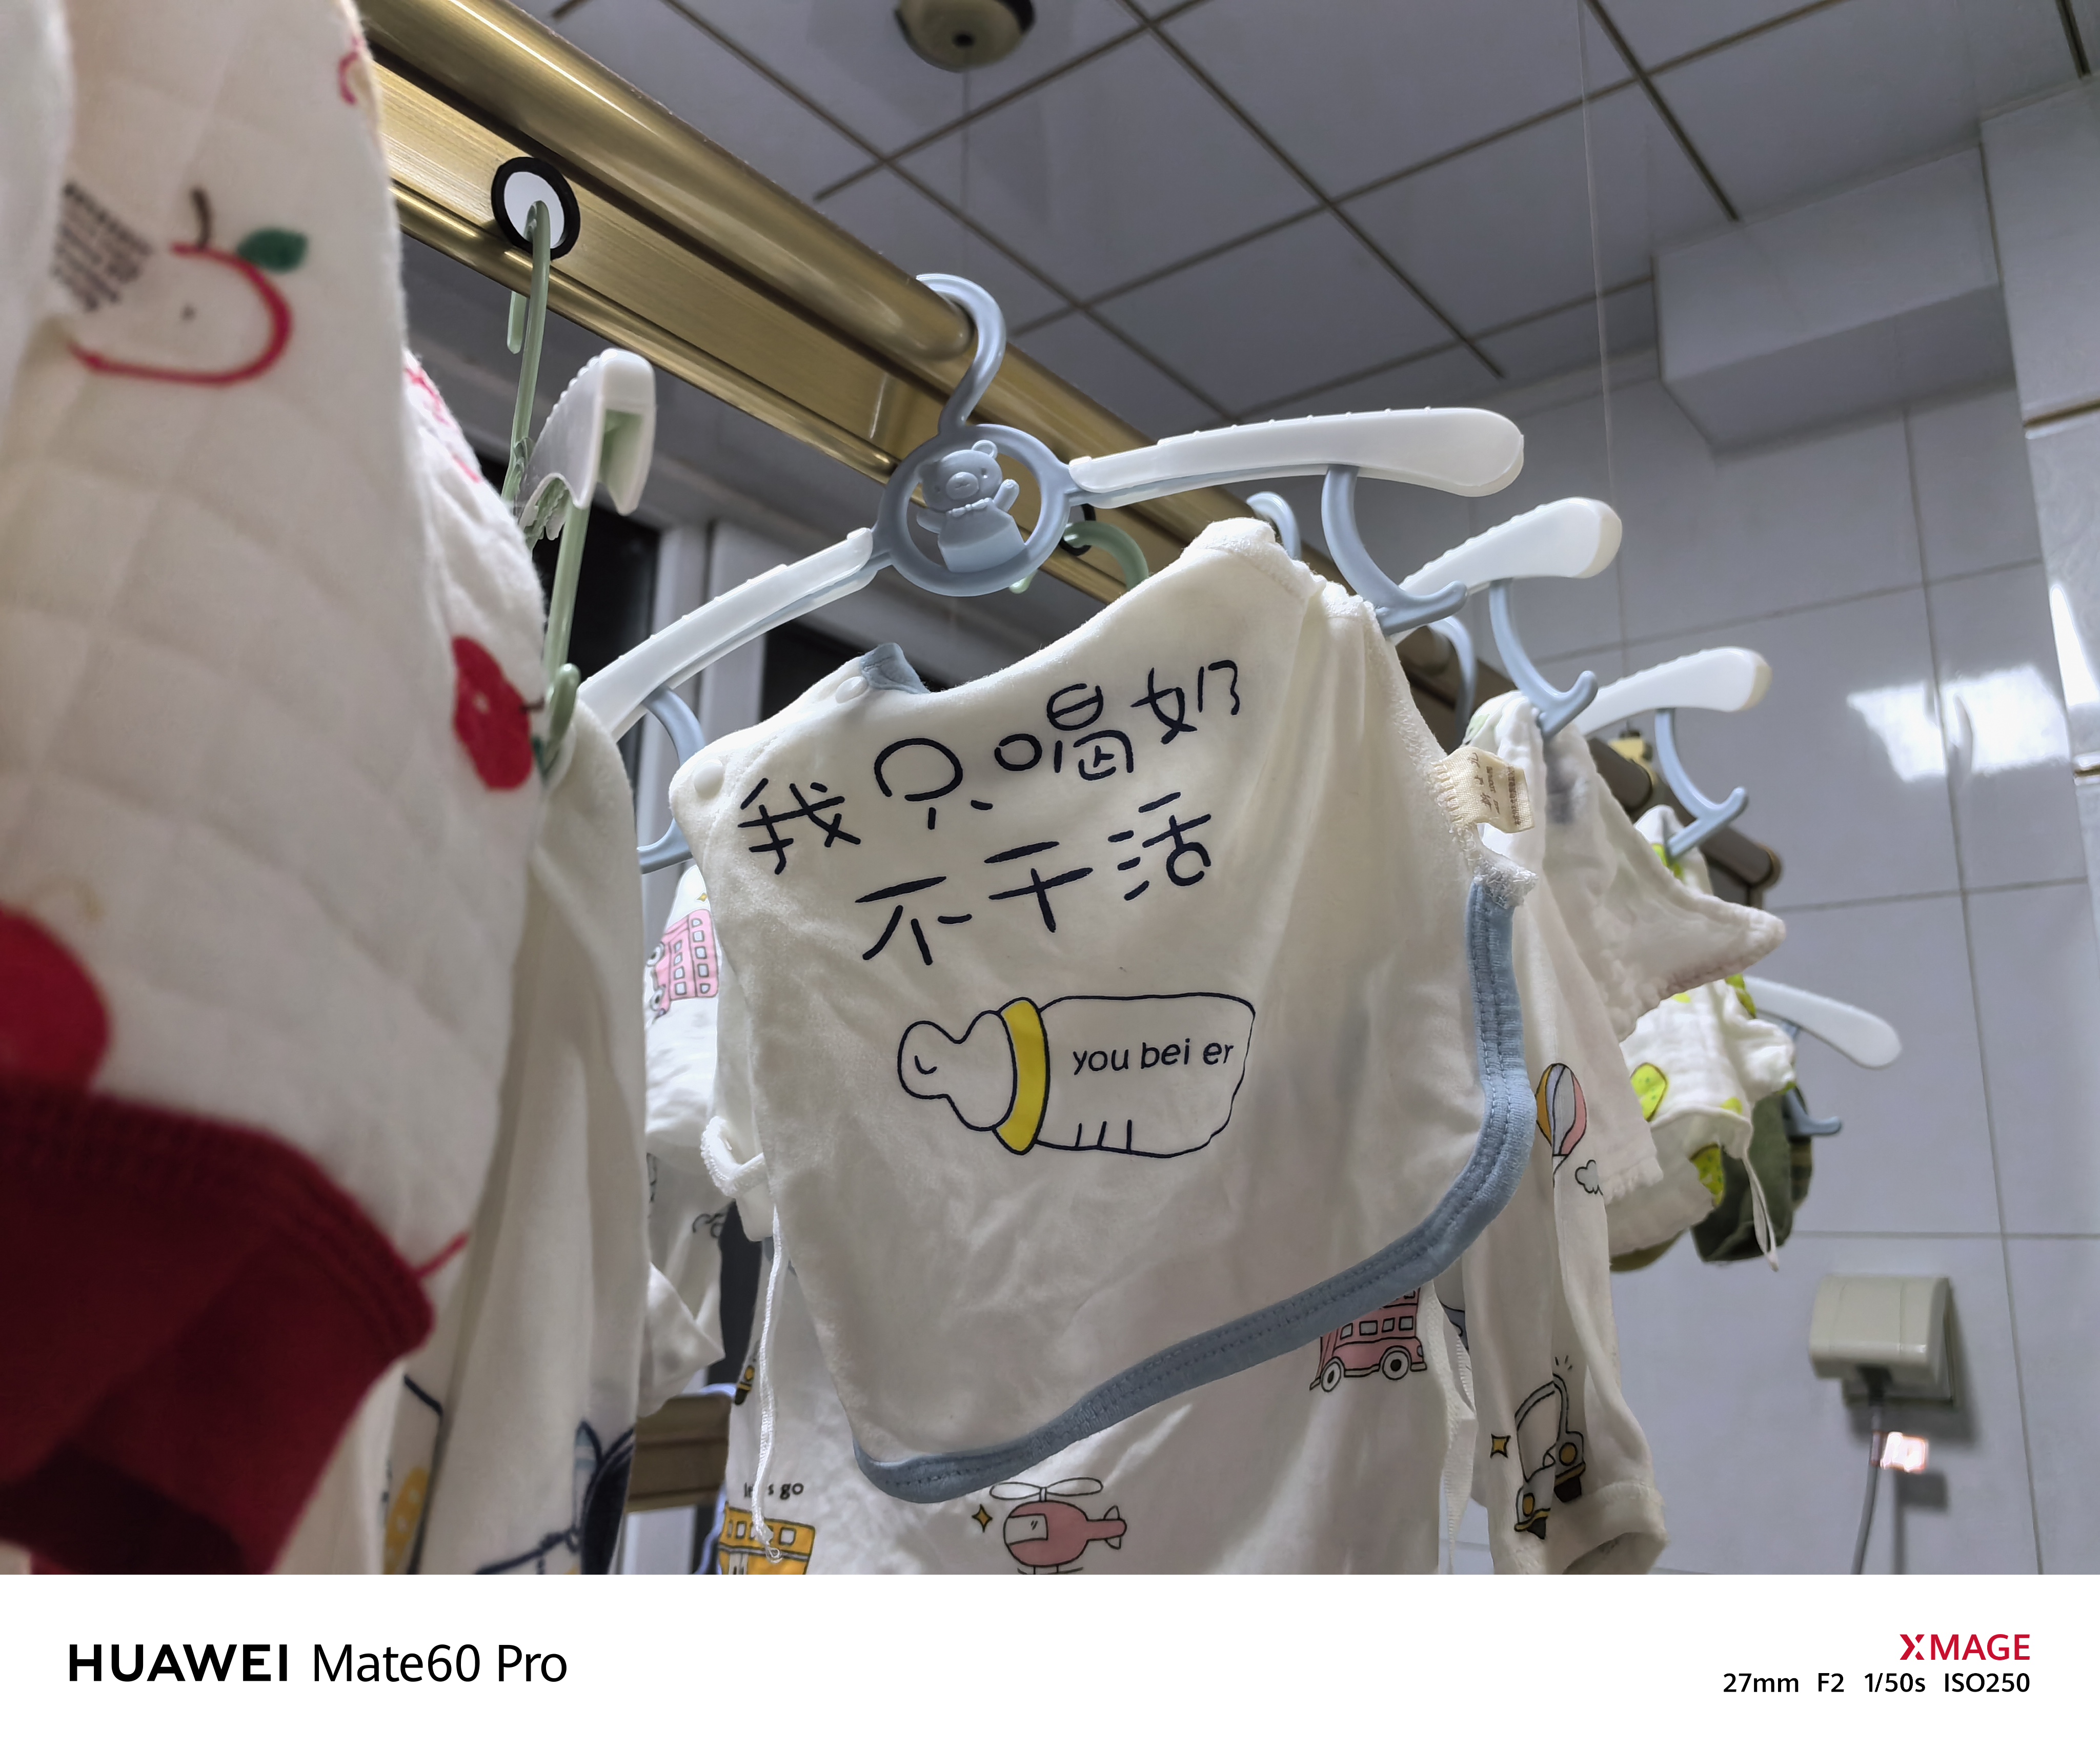 我只喝奶
不干活
you bei er
go
HUAWEI Mate60 Pro
XMAGE
27mm F2 1/50s ISO250